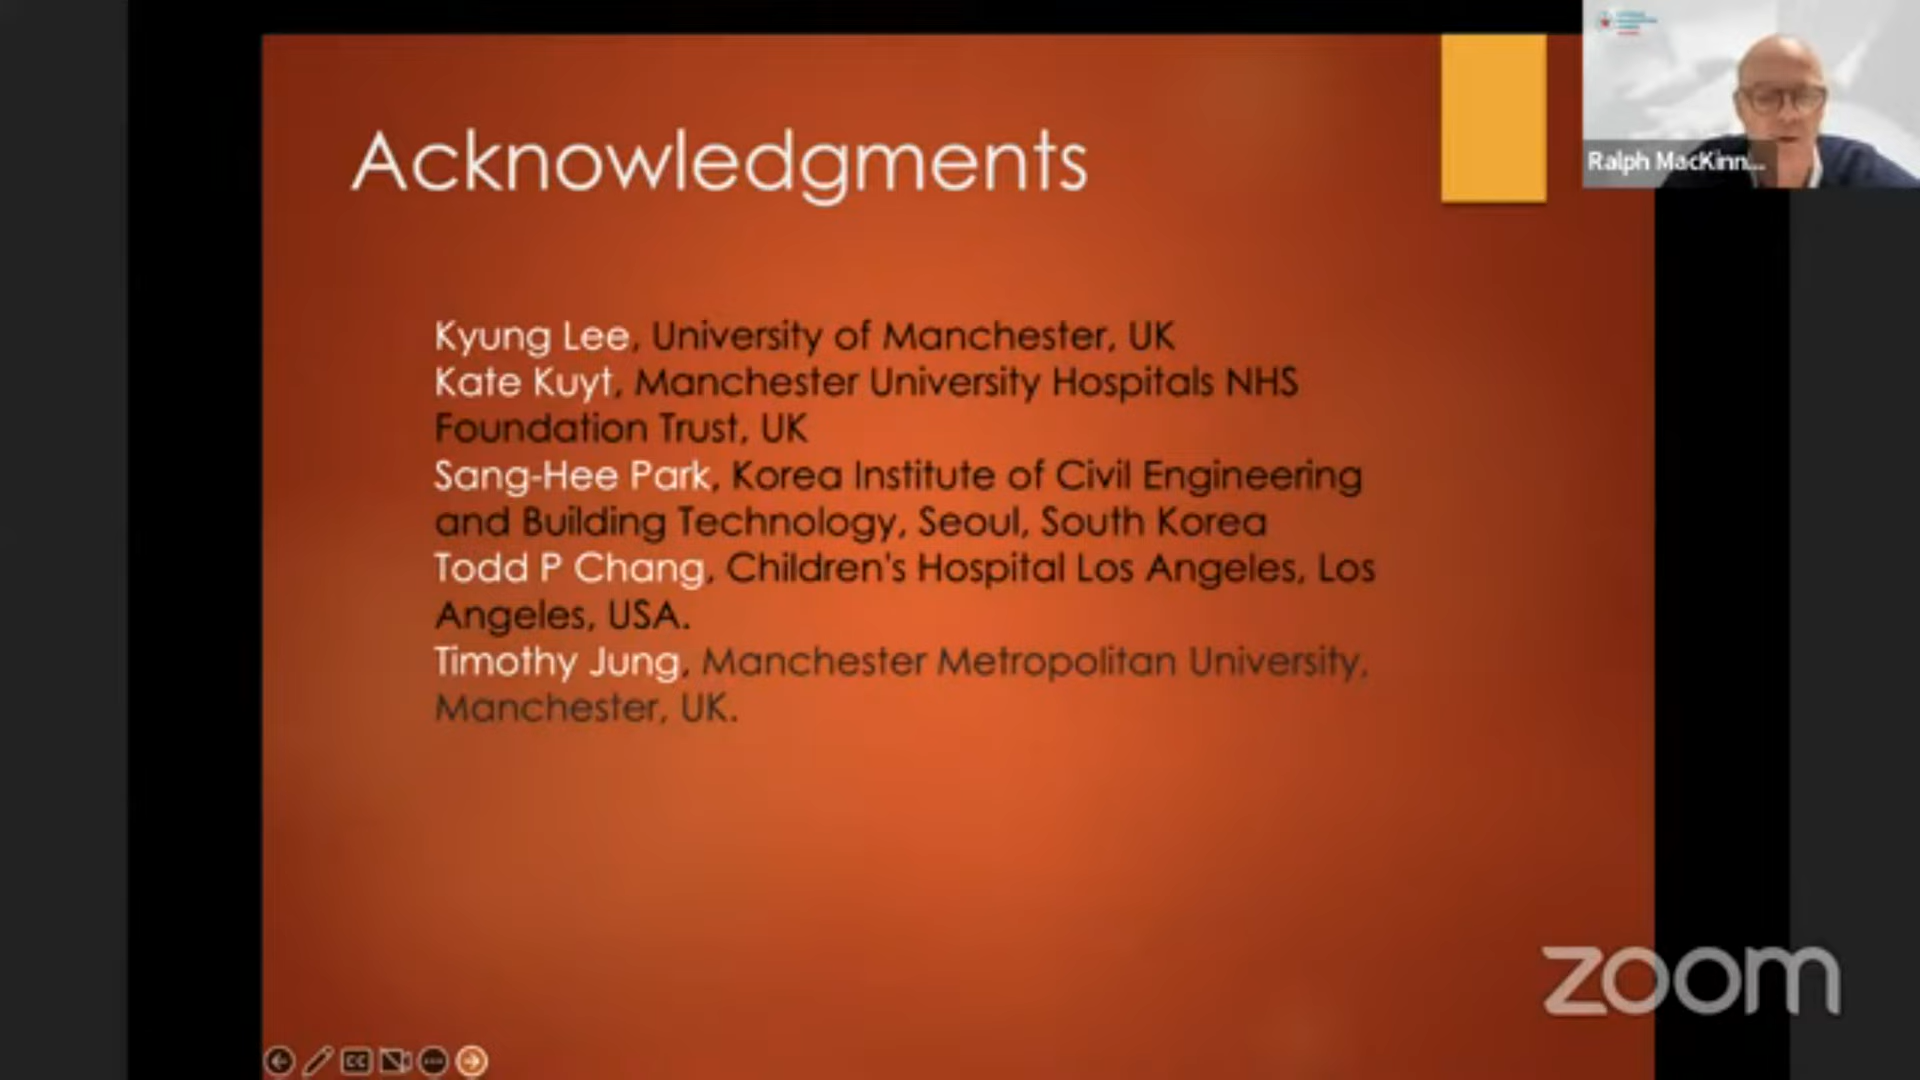 Acknowledgments
Ralph MacKinn...
Kyung Lee, University of Manchester, UK
Kate Kuyt, Manchester University Hospitals NHS
Foundation Trust, UK
Sang-Hee Park, Korea Institute of Civil Engineering
and Building Technology, Seoul, South Korea
Todd P Chang, Children's Hospital Los Angeles, Los
Angeles, USA.
Timothy Jung, Manchester Metropolitan University,
Manchester, UK.
zoom
CC